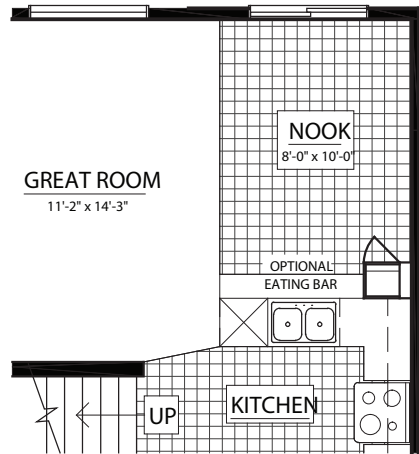 NOOK
8'-0" x 10'-0"
GREAT ROOM
11'-2" x 14'-3"
OPTIONAL
EATING BAR
UP
KITCHEN